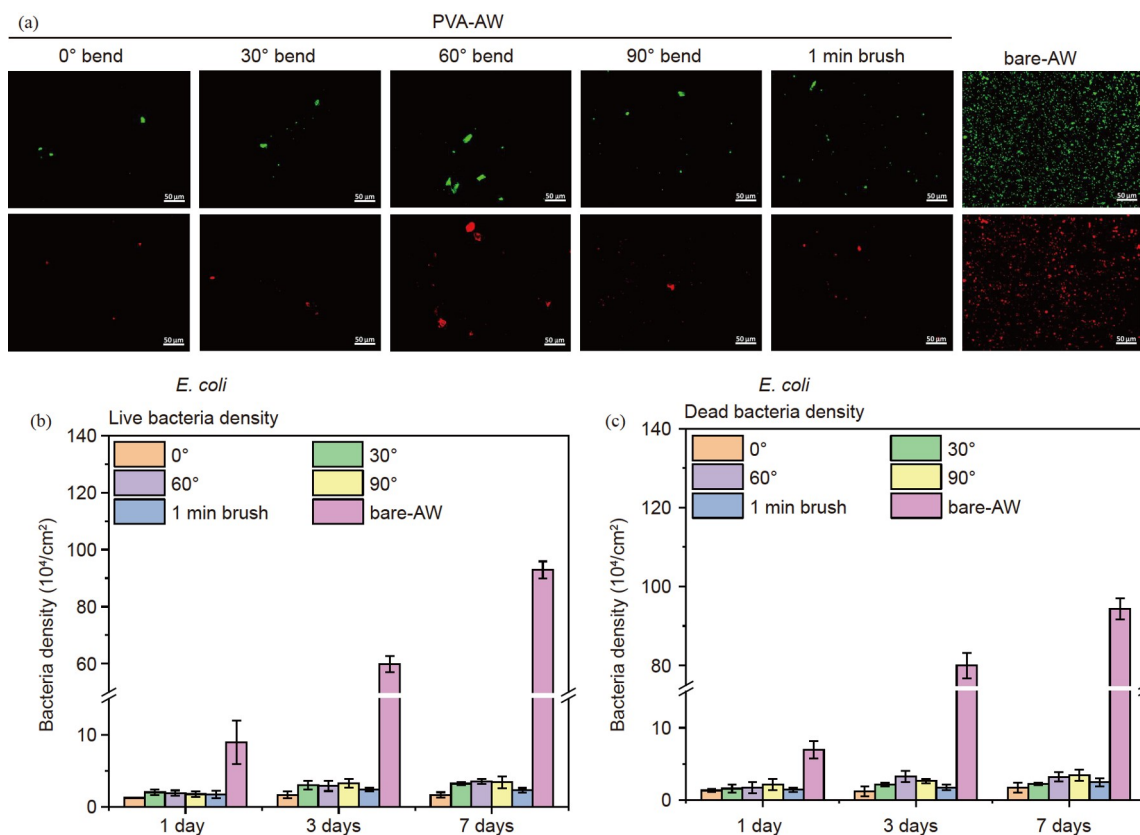 (a)
PVA-AW
0° bend 30° bend 60° bend 90° bend 1 min brush bare-AW
50 μm 50 μm 50 μm 50 μm 50 μm 50 μm
50 μm 50 μm 50 μm 50 μm 50 μm 50 μm
E. coli
(b) Live bacteria density
140
120
100
80
60
10
0
Bacteria density (10⁴/cm²)
0° 30°
60° 90°
1 min brush bare-AW
1 day 3 days 7 days
E. coli
(c) Dead bacteria density
140
120
100
80
10
5
0
Bacteria density (10⁴/cm²)
0° 30°
60° 90°
1 min brush bare-AW
1 day 3 days 7 days